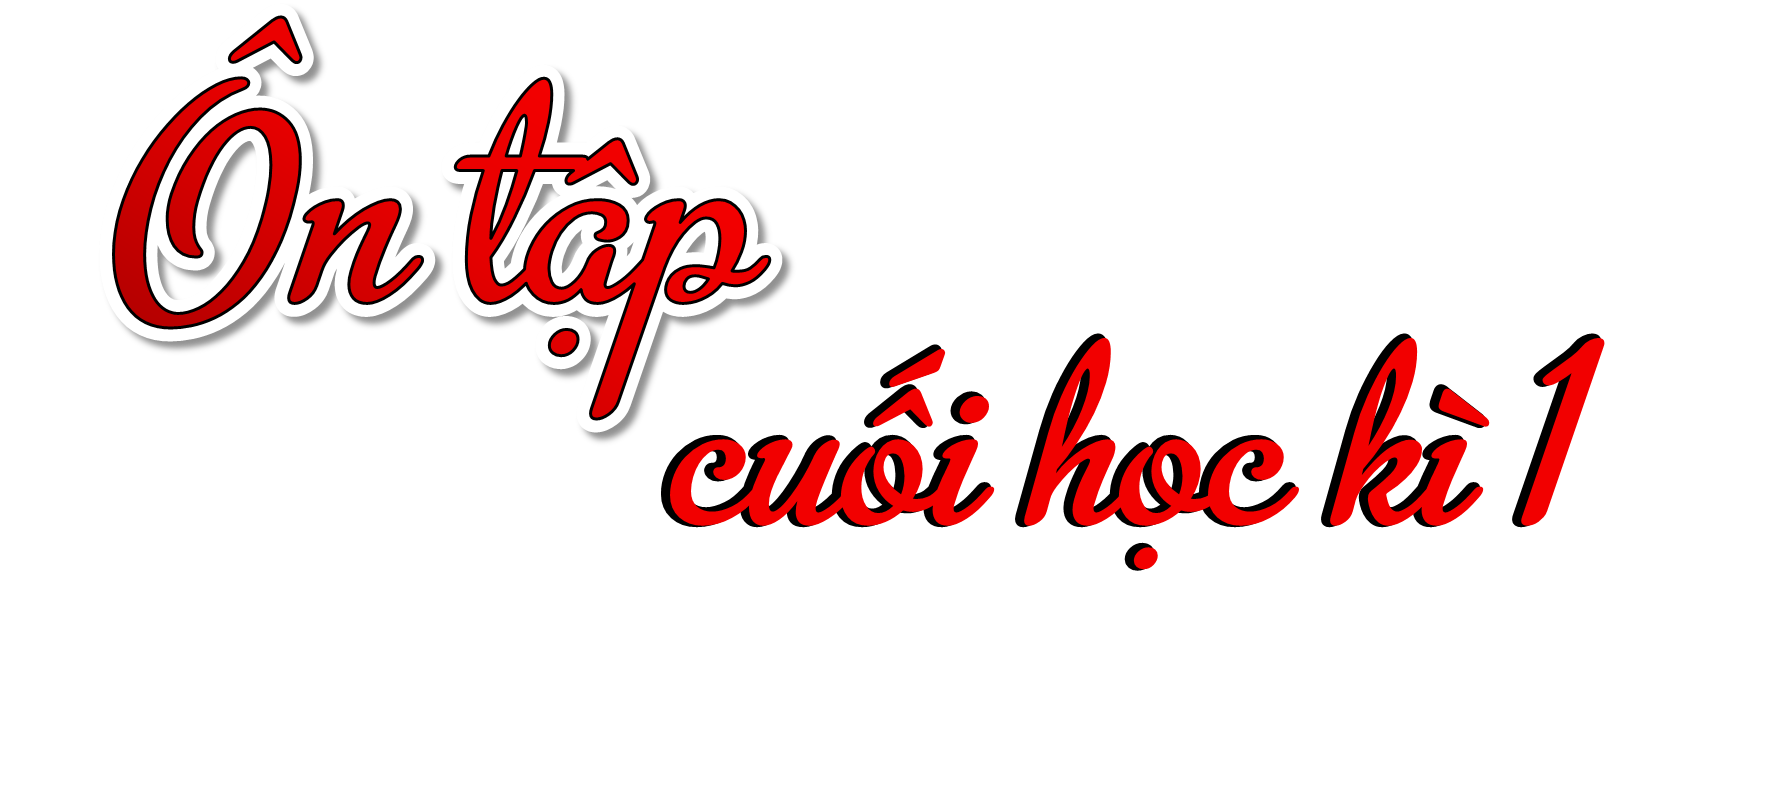 Ôn tập
cuối học kì 1